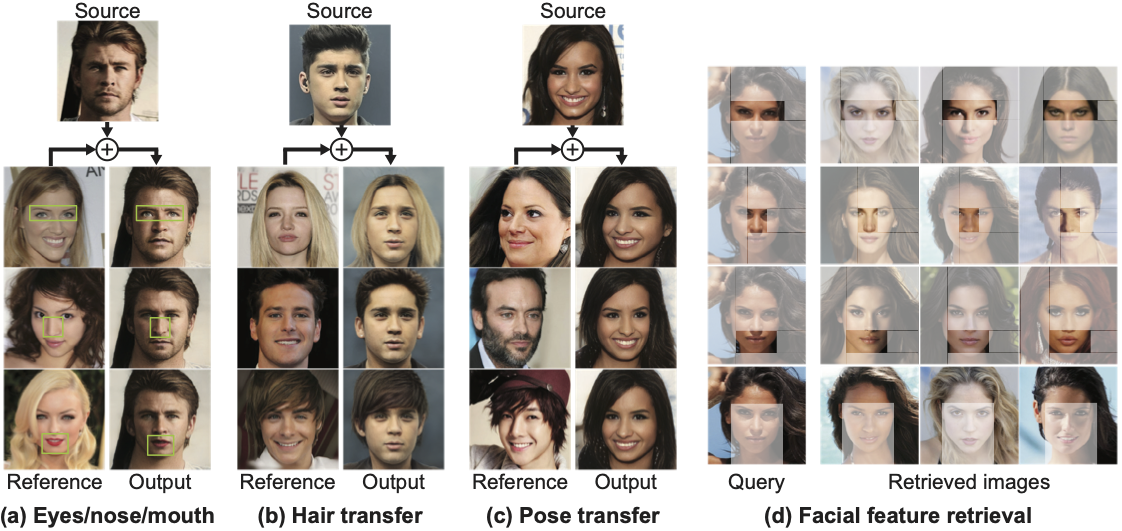 Source
Source
Source
Reference
Output
Reference
Output
Reference
Output
Query
Retrieved images
(a) Eyes/nose/mouth
(b) Hair transfer
(c) Pose transfer
(d) Facial feature retrieval